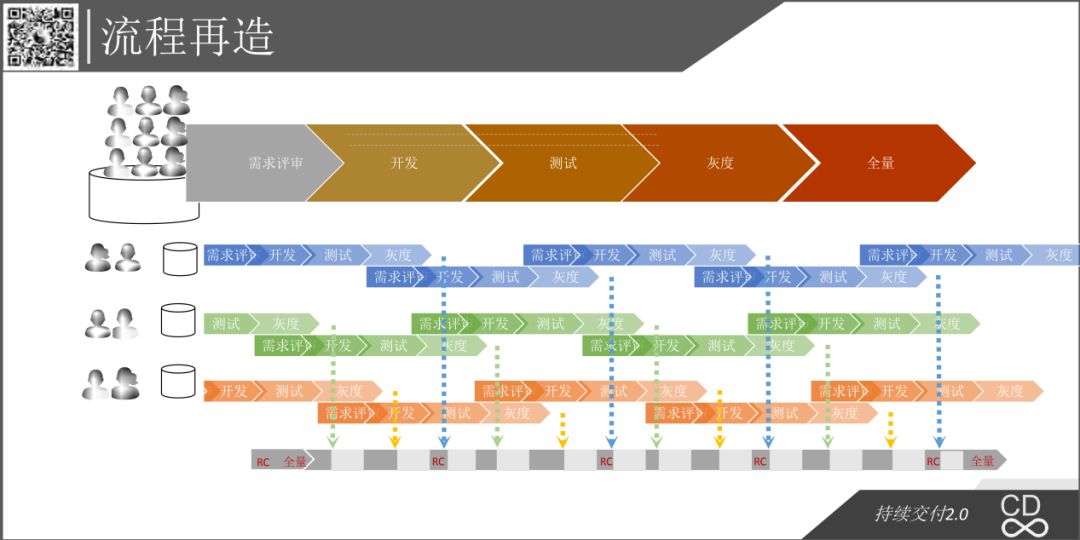 流程再造
需求评审 开发 测试 灰度 全量
需求评 开发 测试 灰度 需求评 开发 测试 灰度 需求评 开发 测试 灰度
需求评 开发 测试 灰度 需求评 开发 测试 灰度
测试 灰度 需求评 开发 测试 灰度 需求评 开发 测试 灰度
需求评 开发 测试 灰度 需求评 开发 测试 灰度
开发 测试 灰度 需求评 开发 测试 灰度 需求评 开发 测试 灰度
需求评 开发 测试 灰度 需求评 开发 测试 灰度
RC 全量 RC RC RC RC 全量
持续交付2.0
CD